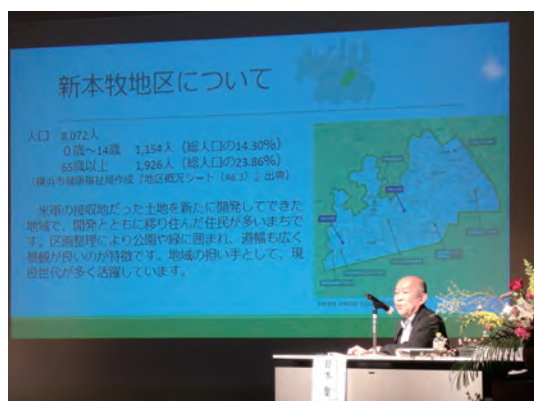 新本牧地区について
人口 8,072人
0歳〜14歳 1,154人（総人口の14.30%）
65歳以上 1,926人（総人口の23.86%）
（横浜市健康福祉局作成『地区概況シート（R6.3）』出典）
米軍の接収地だった土地を新たに開発してできた
地域で、開発とともに移り住んだ住民が多いまちで
す。区画整理により公園や緑に囲まれ、道幅も広く
景観が良いのが特徴です。地域の担い手として、現
役世代が多く活躍しています。